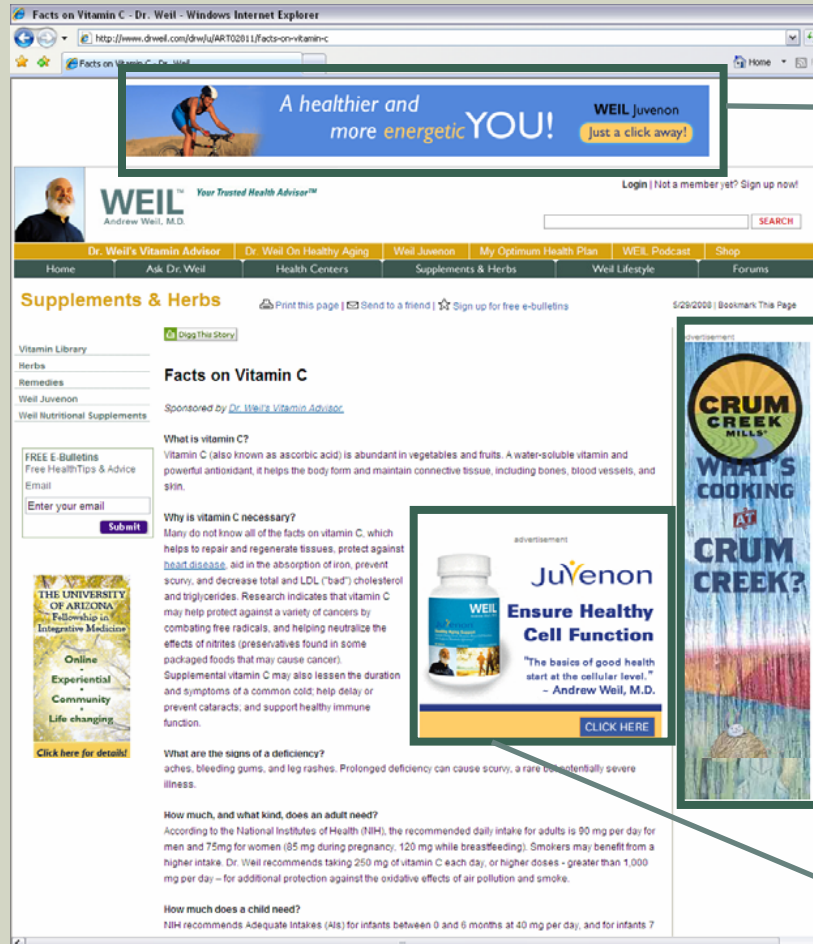 Facts on Vitamin C - Dr. Weil - Windows Internet Explorer
http://www.drweil.com/drw/u/ART02811/facts-on-vitamin-c
Facts on Vitamin C - Dr. Weil
Home
A healthier and
more energetic YOU!
WEIL Juvenon
Just a click away!
WEIL™
Andrew Weil, M.D.
Your Trusted Health Advisor™
Login | Not a member yet? Sign up now!
SEARCH
Dr. Weil's Vitamin Advisor
Dr. Weil On Healthy Aging
Weil Juvenon
My Optimum Health Plan
WEIL Podcast
Shop
Home
Ask Dr. Weil
Health Centers
Supplements & Herbs
Weil Lifestyle
Forums
Supplements & Herbs
Print this page | Send to a friend | Sign up for free e-bulletins
5/29/2008 | Bookmark This Page
Digg This Story
Vitamin Library
Herbs
Remedies
Weil Juvenon
Weil Nutritional Supplements
FREE E-Bulletins
Free HealthTips & Advice
Email
Enter your email
Submit
THE UNIVERSITY
OF ARIZONA
Fellowship in
Integrative Medicine
Online
Experiential
Community
Life changing
Click here for details!
Facts on Vitamin C
Sponsored by Dr. Weil's Vitamin Advisor.
What is vitamin C?
Vitamin C (also known as ascorbic acid) is abundant in vegetables and fruits. A water-soluble vitamin and
powerful antioxidant, it helps the body form and maintain connective tissue, including bones, blood vessels, and
skin.
Why is vitamin C necessary?
Many do not know all of the facts on vitamin C, which
helps to repair and regenerate tissues, protect against
heart disease, aid in the absorption of iron, prevent
scurvy, and decrease total and LDL ("bad") cholesterol
and triglycerides. Research indicates that vitamin C
may help protect against a variety of cancers by
combating free radicals, and helping neutralize the
effects of nitrites (preservatives found in some
packaged foods that may cause cancer).
Supplemental vitamin C may also lessen the duration
and symptoms of a common cold; help delay or
prevent cataracts; and support healthy immune
function.
advertisement
Juvenon
WEIL
Ensure Healthy
Cell Function
"The basics of good health
start at the cellular level."
– Andrew Weil, M.D.
CLICK HERE
What are the signs of a deficiency?
aches, bleeding gums, and leg rashes. Prolonged deficiency can cause scurvy, a rare but potentially severe
illness.
How much, and what kind, does an adult need?
According to the National Institutes of Health (NIH), the recommended daily intake for adults is 90 mg per day for
men and 75mg for women (85 mg during pregnancy, 120 mg while breastfeeding). Smokers may benefit from a
higher intake. Dr. Weil recommends taking 250 mg of vitamin C each day, or higher doses - greater than 1,000
mg per day – for additional protection against the oxidative effects of air pollution and smoke.
How much does a child need?
NIH recommends Adequate Intakes (AIs) for infants between 0 and 6 months at 40 mg per day, and for infants 7
advertisement
CRUM
CREEK
MILLS
WHAT'S
COOKING
AT
CRUM
CREEK?